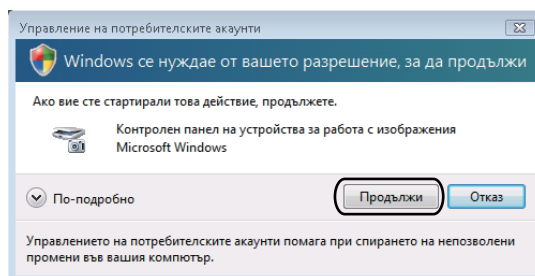 Управление на потребителските акаунти
Windows се нуждае от вашето разрешение, за да продължи
Ако вие сте стартирали това действие, продължете.
Контролен панел на устройства за работа с изображения
Microsoft Windows
По-подробно
Продължи
Отказ
Управлението на потребителските акаунти помага при спирането на непозволени
промени във вашия компютър.